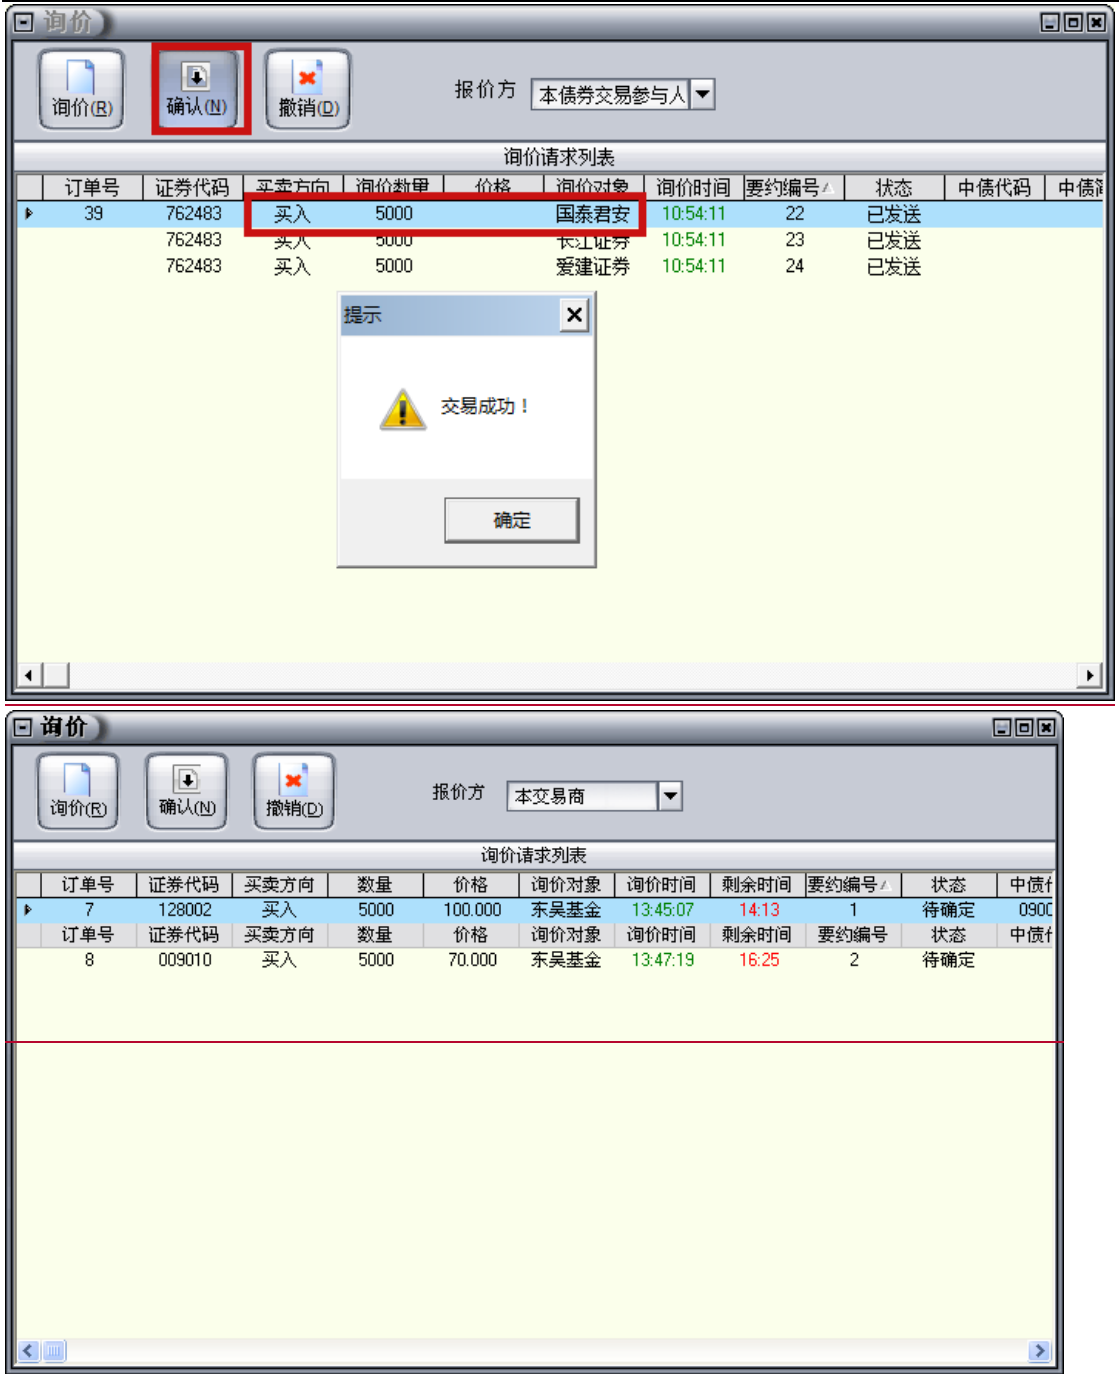 询价
询价(R) 确认(N) 撤销(D) 报价方 本债券交易参与人
询价请求列表
订单号 证券代码 买卖方向 询价数量 价格 询价对象 询价时间 要约编号 状态 中债代码
39 762483 买入 5000 国泰君安 10:54:11 22 已发送
762483 买入 5000 长江证券 10:54:11 23 已发送
762483 买入 5000 爱建证券 10:54:11 24 已发送
提示
交易成功！
确定
询价
询价(R) 确认(N) 撤销(D) 报价方 本交易商
询价请求列表
订单号 证券代码 买卖方向 数量 价格 询价对象 询价时间 剩余时间 要约编号 状态 中债
7 128002 买入 5000 100.000 东吴基金 13:45:07 14:13 1 待确定 090
订单号 证券代码 买卖方向 数量 价格 询价对象 询价时间 剩余时间 要约编号 状态 中债
8 009010 买入 5000 70.000 东吴基金 13:47:19 16:25 2 待确定